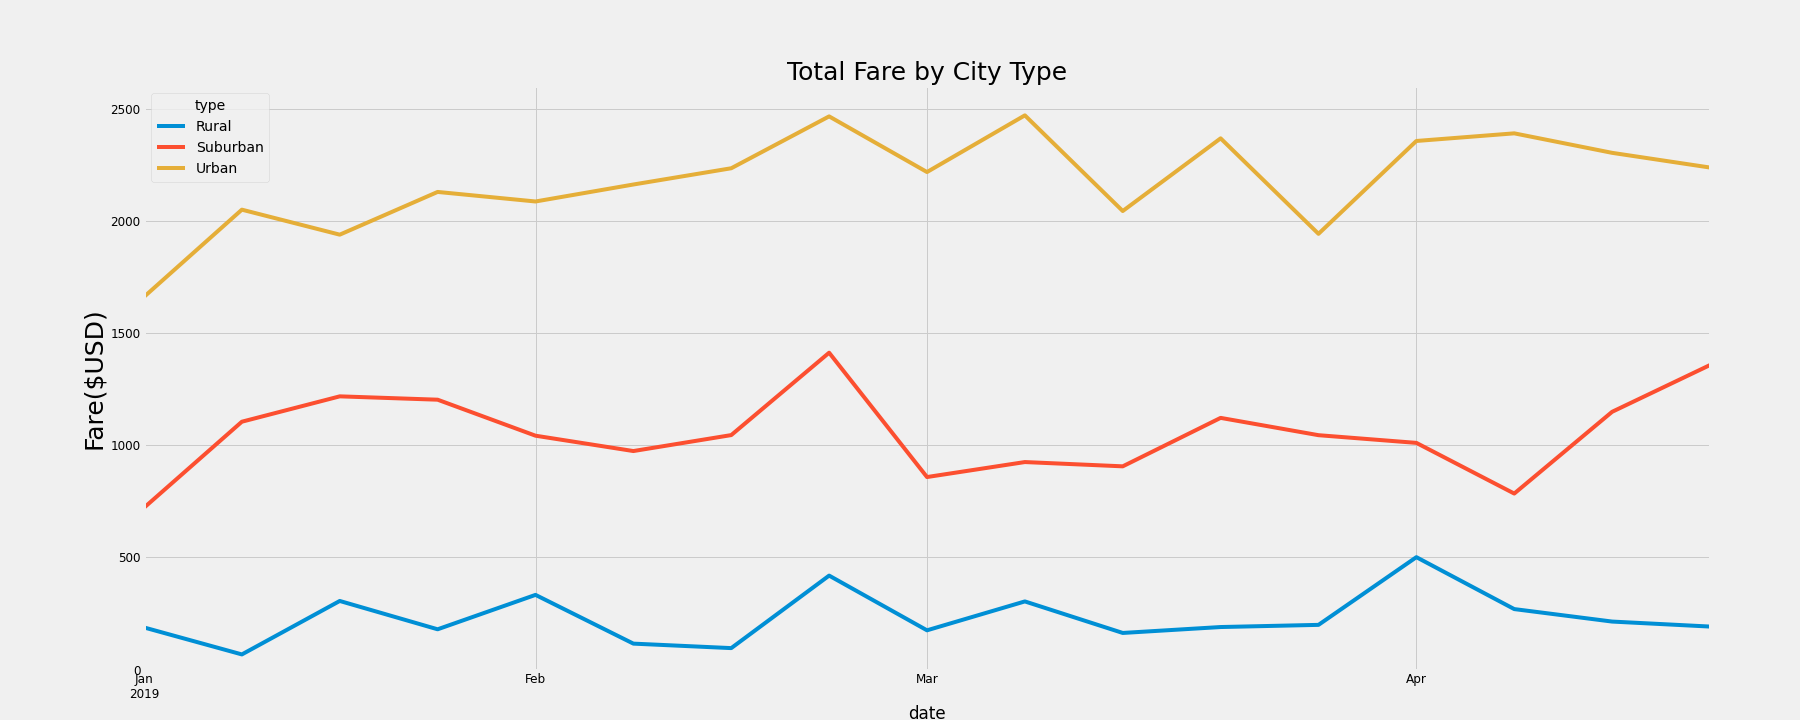 Total Fare by City Type
type
Rural
Suburban
Urban
Fare($USD)
2500
2000
1500
1000
500
0
Jan
2019
Feb
Mar
Apr
date